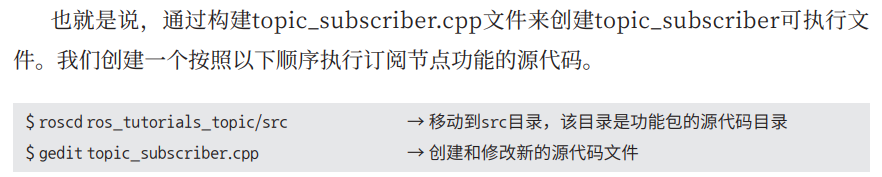 也就是说，通过构建topic_subscriber.cpp文件来创建topic_subscriber可执行文
件。我们创建一个按照以下顺序执行订阅节点功能的源代码。
$ roscd ros_tutorials_topic/src → 移动到src目录，该目录是功能包的源代码目录
$ gedit topic_subscriber.cpp → 创建和修改新的源代码文件